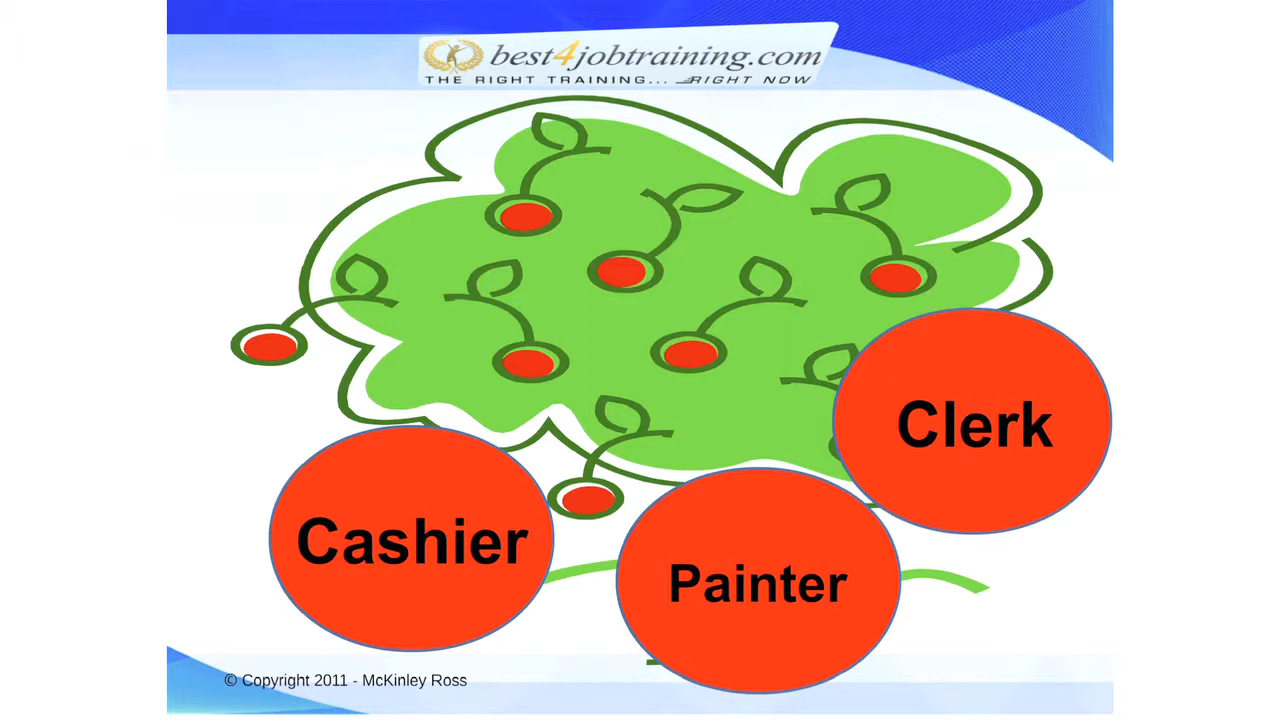 best4jobtraining.com
THE RIGHT TRAINING... RIGHT NOW
Clerk
Cashier
Painter
© Copyright 2011 - McKinley Ross